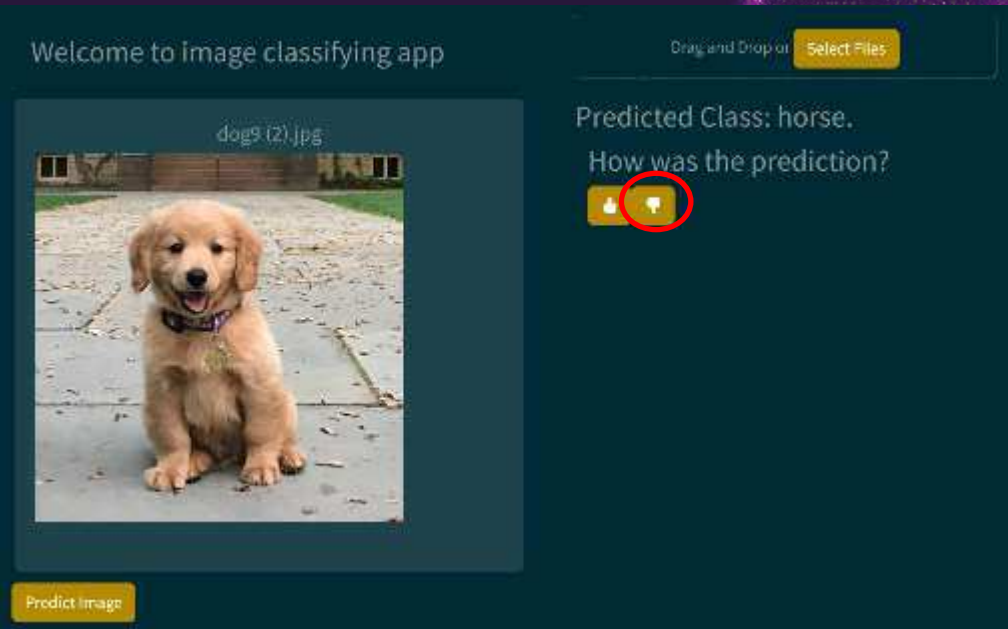 Welcome to image classifying app
Drag and Drop or Select Files
dog9 (2).jpg
Predicted Class: horse.
How was the prediction?
Predict Image